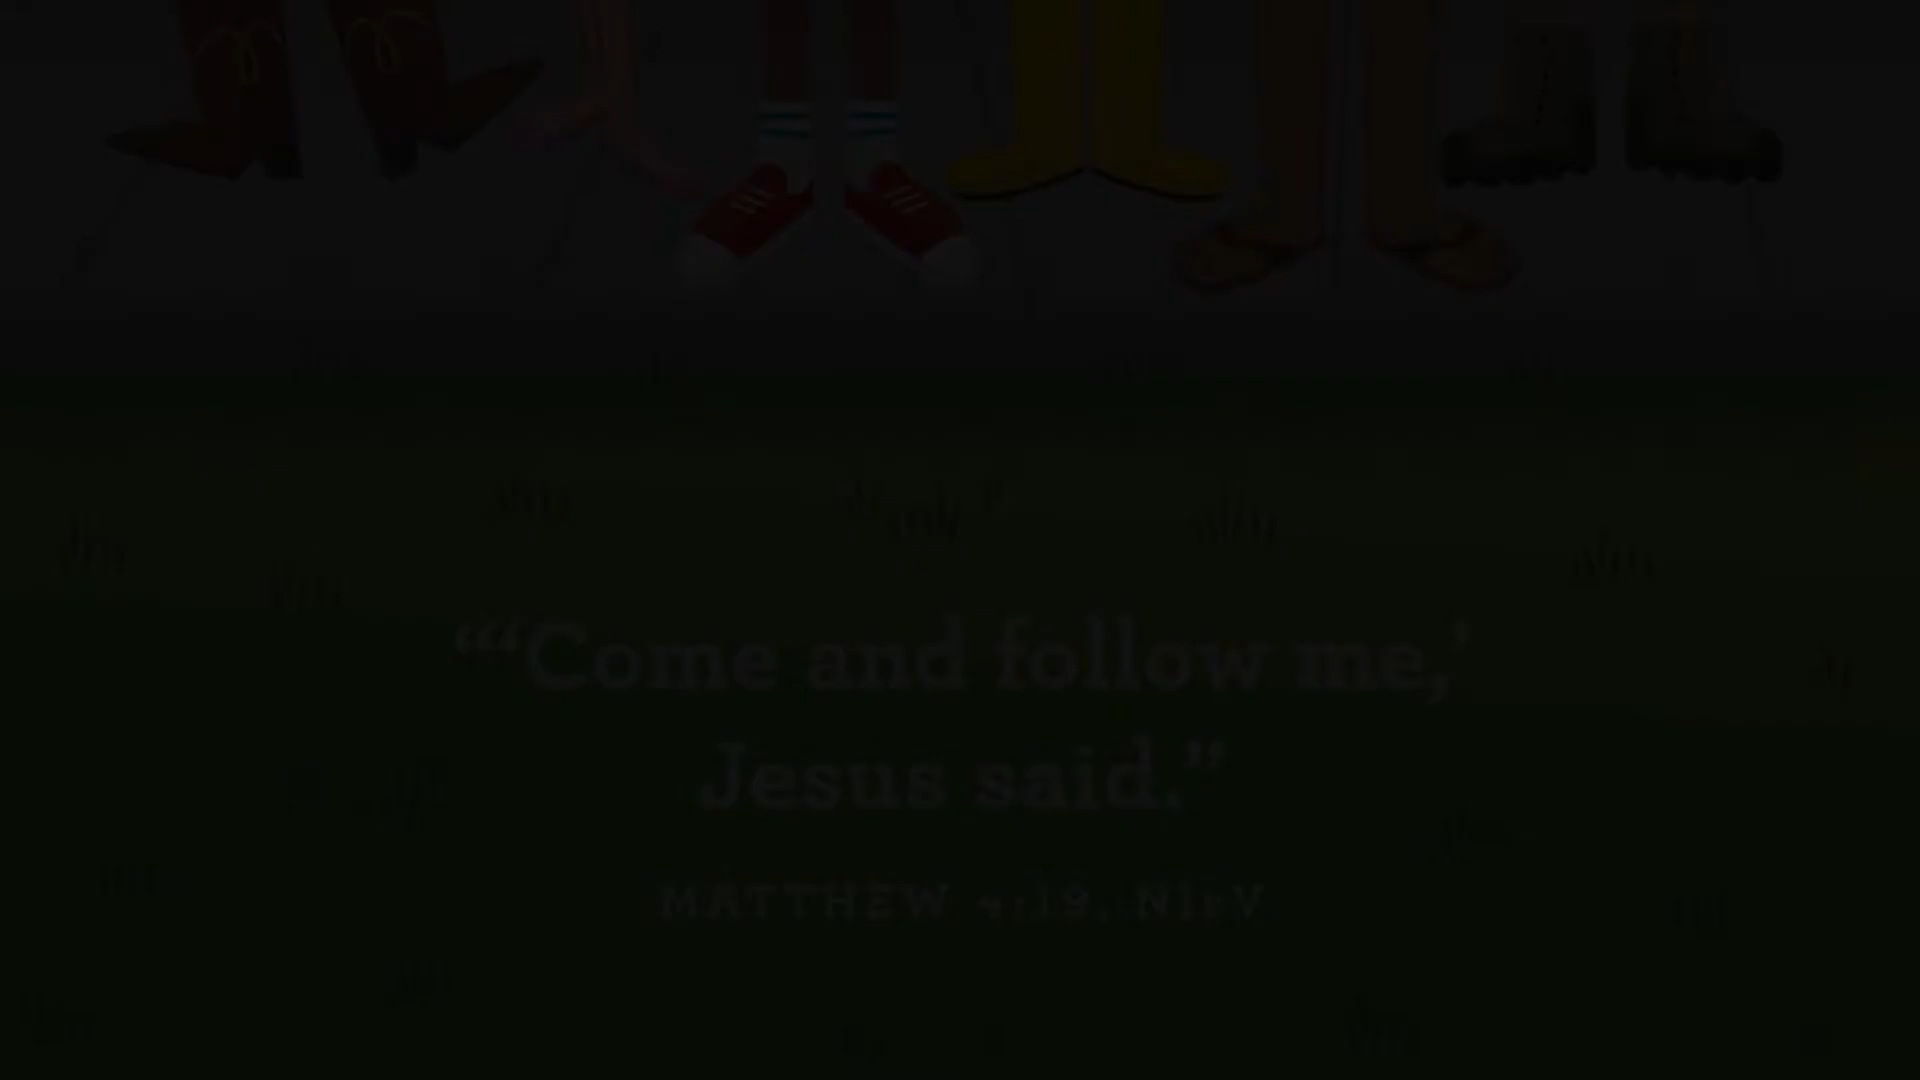 “‘Come and follow me,’
Jesus said.”
MATTHEW 4:19, NIrV